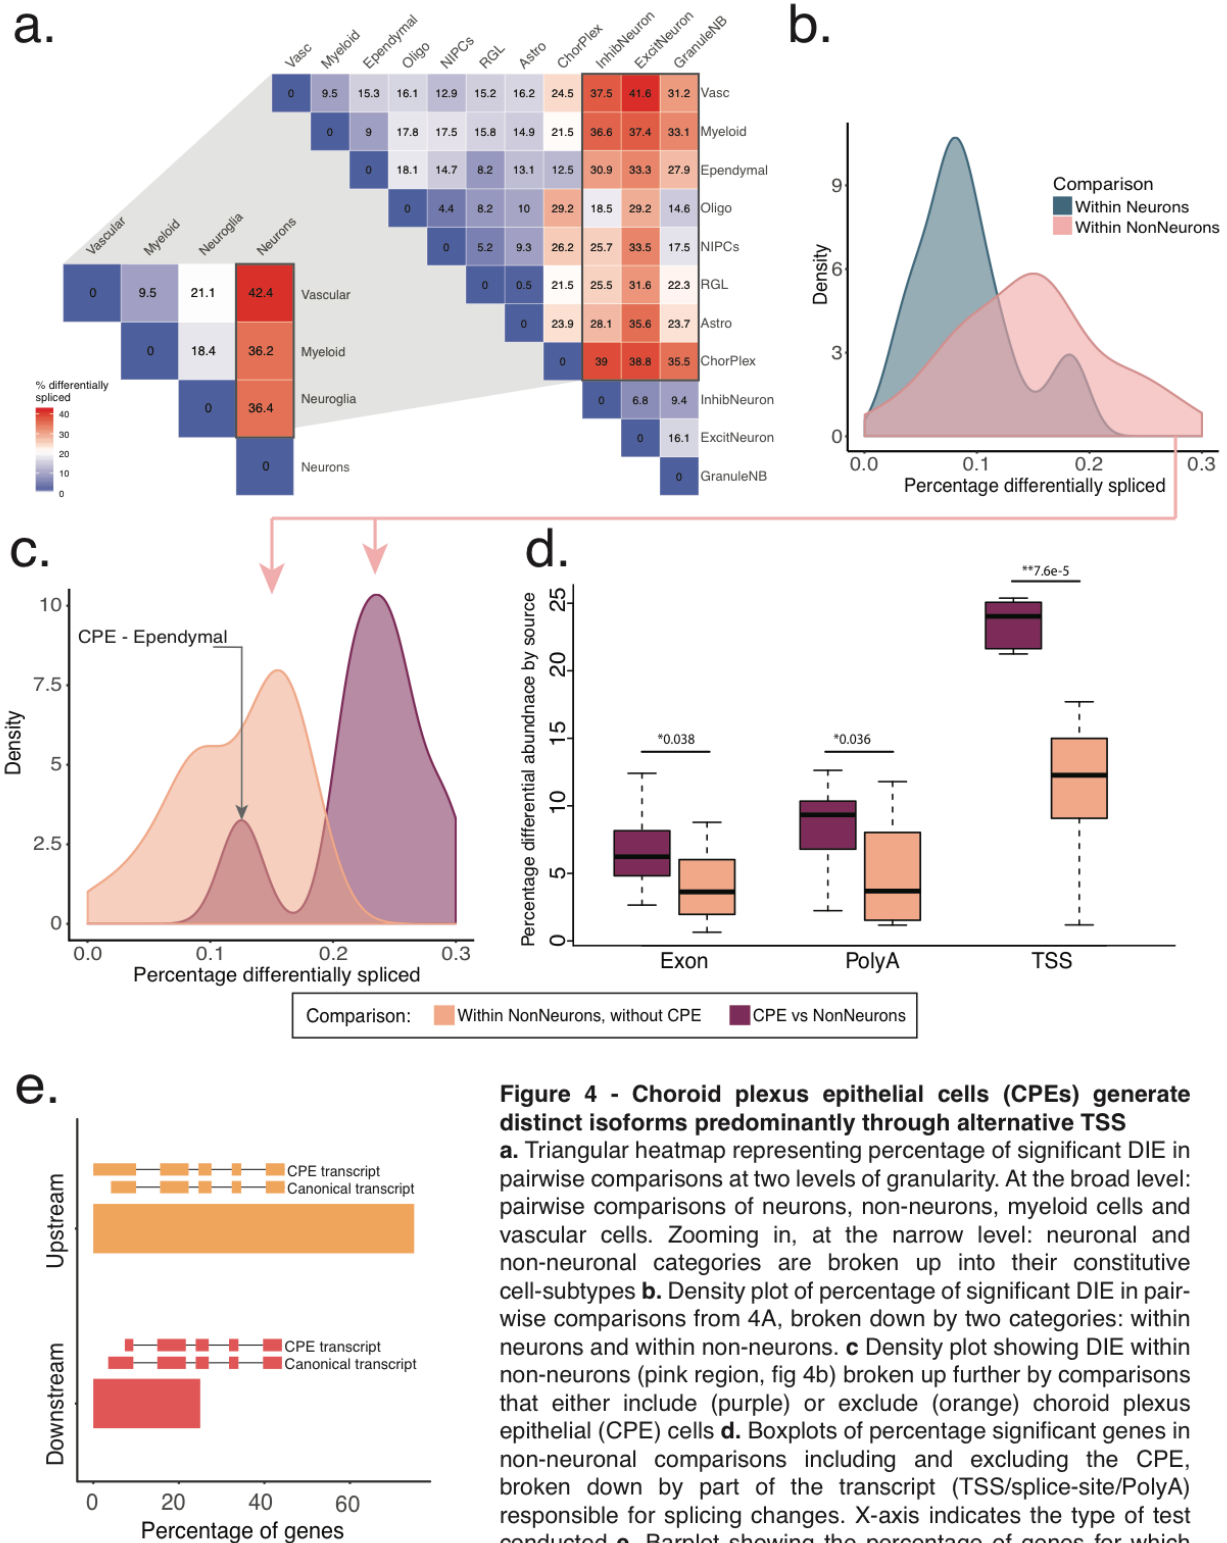 a.
Vasc
Myeloid
Ependymal
Oligo
NIPCs
RGL
Astro
ChorPlex
InhibNeuron
ExcitNeuron
GranuleNB
0 9.5 15.3 16.1 12.9 15.2 16.2 24.5 37.5 41.6 31.2 Vasc
0 9 17.8 17.5 15.8 14.9 21.5 36.6 37.4 33.1 Myeloid
0 18.1 14.7 8.2 13.1 12.5 30.9 33.3 27.9 Ependymal
0 4.4 8.2 10 29.2 18.5 29.2 14.6 Oligo
0 5.2 9.3 26.2 25.7 33.5 17.5 NIPCs
0 0.5 21.5 25.5 31.6 22.3 RGL
0 23.9 28.1 35.6 23.7 Astro
0 39 38.8 35.5 ChorPlex
0 6.8 9.4 InhibNeuron
0 16.1 ExcitNeuron
0 GranuleNB
Vascular
Myeloid
Neuroglia
Neurons
0 9.5 21.1 42.4 Vascular
0 18.4 36.2 Myeloid
0 36.4 Neuroglia
0 Neurons
% differentially
spliced
40
30
20
10
0
b.
Comparison
Within Neurons
Within NonNeurons
Density
9
6
3
0
0.0 0.1 0.2 0.3
Percentage differentially spliced
c.
CPE - Ependymal
Density
10
7.5
5
2.5
0
0.0 0.1 0.2 0.3
Percentage differentially spliced
d.
Percentage differential abundnace by source
25
20
15
10
5
0
*0.038
*0.036
**7.6e-5
Exon PolyA TSS
Comparison: Within NonNeurons, without CPE CPE vs NonNeurons
e.
Upstream
CPE transcript
Canonical transcript
Downstream
CPE transcript
Canonical transcript
0 20 40 60
Percentage of genes
Figure 4 - Choroid plexus epithelial cells (CPEs) generate
distinct isoforms predominantly through alternative TSS
a. Triangular heatmap representing percentage of significant DIE in
pairwise comparisons at two levels of granularity. At the broad level:
pairwise comparisons of neurons, non-neurons, myeloid cells and
vascular cells. Zooming in, at the narrow level: neuronal and
non-neuronal categories are broken up into their constitutive
cell-subtypes b. Density plot of percentage of significant DIE in pair-
wise comparisons from 4A, broken down by two categories: within
neurons and within non-neurons. c Density plot showing DIE within
non-neurons (pink region, fig 4b) broken up further by comparisons
that either include (purple) or exclude (orange) choroid plexus
epithelial (CPE) cells d. Boxplots of percentage significant genes in
non-neuronal comparisons including and excluding the CPE,
broken down by part of the transcript (TSS/splice-site/PolyA)
responsible for splicing changes. X-axis indicates the type of test
conducted e. Barplot showing the percentage of genes for which